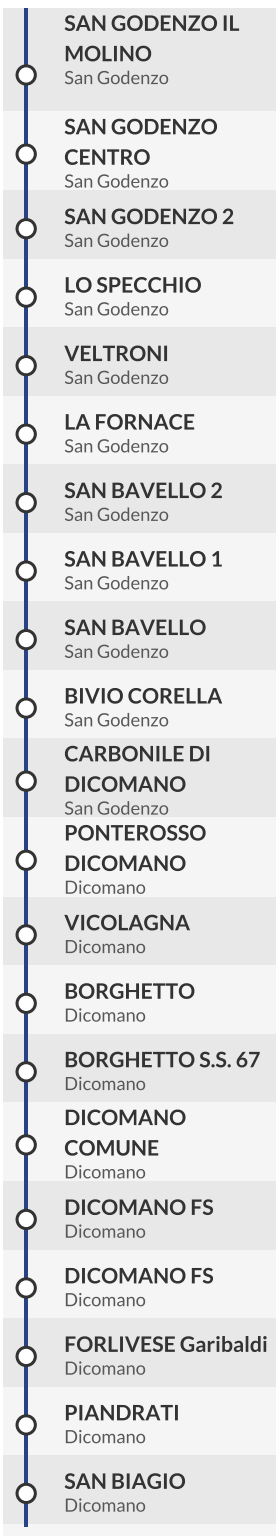 SAN GODENZO IL
MOLINO
San Godenzo
SAN GODENZO
CENTRO
San Godenzo
SAN GODENZO 2
San Godenzo
LO SPECCHIO
San Godenzo
VELTRONI
San Godenzo
LA FORNACE
San Godenzo
SAN BAVELLO 2
San Godenzo
SAN BAVELLO 1
San Godenzo
SAN BAVELLO
San Godenzo
BIVIO CORELLA
San Godenzo
CARBONILE DI
DICOMANO
San Godenzo
PONTEROSSO
DICOMANO
Dicomano
VICOLAGNA
Dicomano
BORGHETTO
Dicomano
BORGHETTO S.S. 67
Dicomano
DICOMANO
COMUNE
Dicomano
DICOMANO FS
Dicomano
DICOMANO FS
Dicomano
FORLIVESE Garibaldi
Dicomano
PIANDRATI
Dicomano
SAN BIAGIO
Dicomano